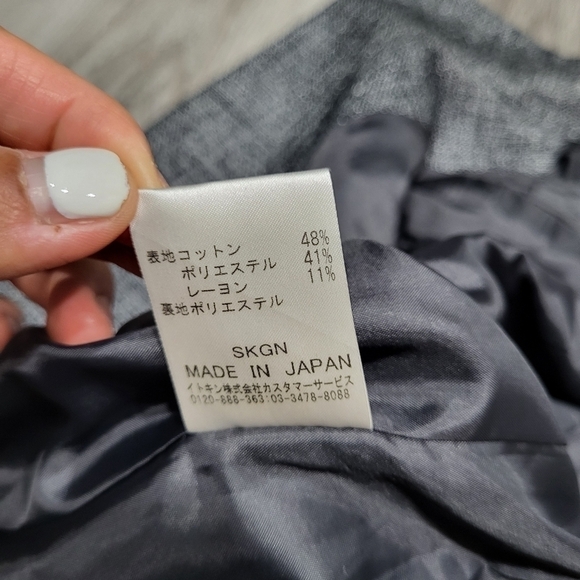 表地コットン 48%
ポリエステル 41%
レーヨン 11%
裏地ポリエステル
SKGN
MADE IN JAPAN
イトキン株式会社カスタマーサービス
0120-888-363:03-3478-8088